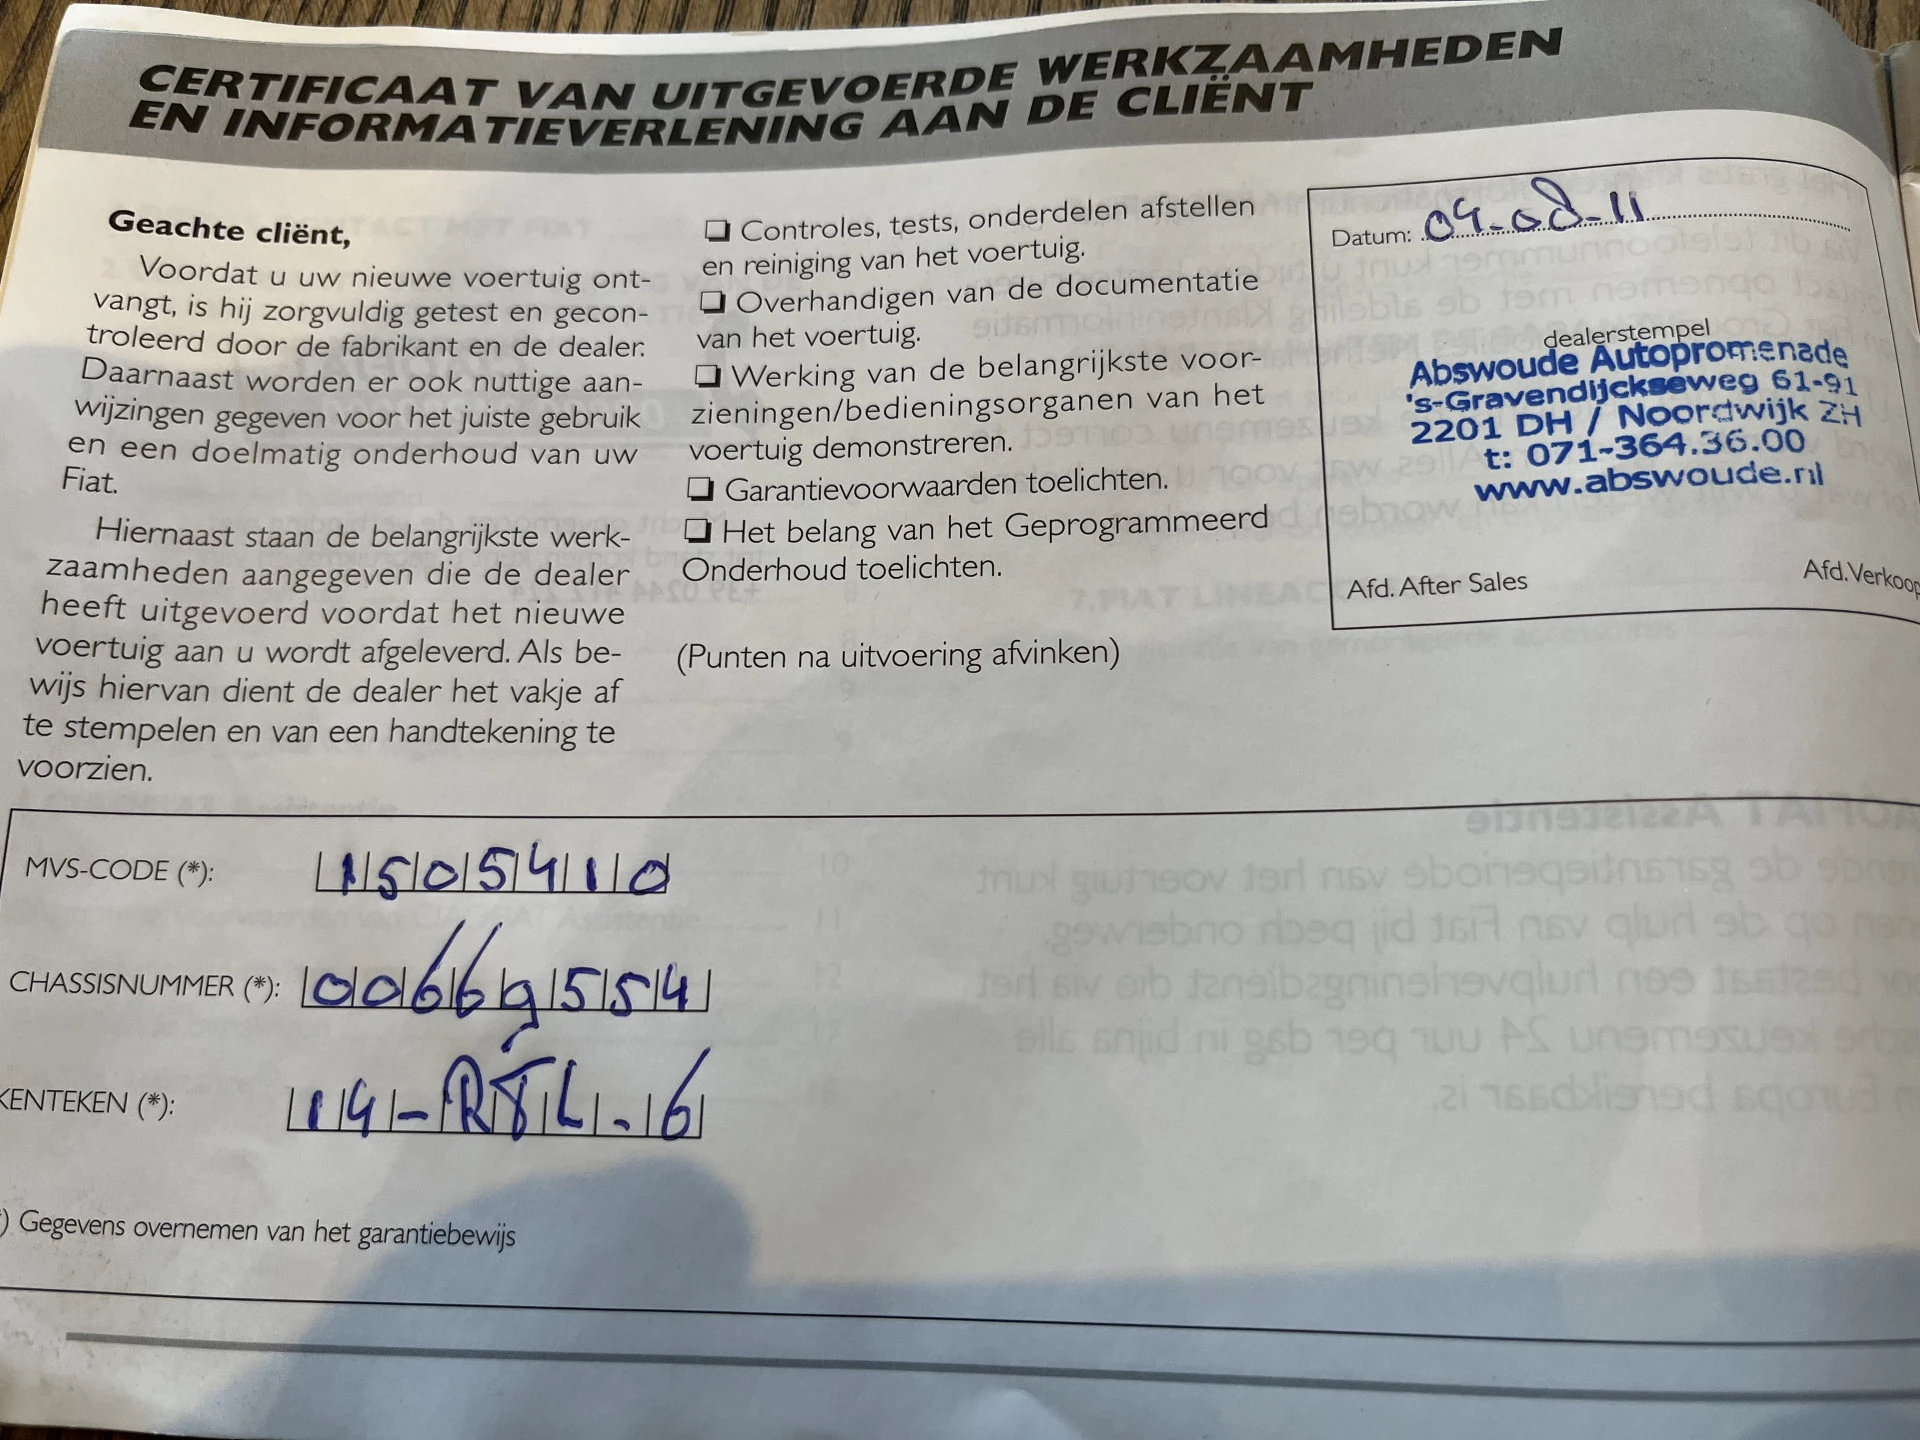 CERTIFICAAT VAN UITGEVOERDE WERKZAAMHEDEN
EN INFORMATIEVERLENING AAN DE CLIËNT
Geachte cliënt,
Voordat u uw nieuwe voertuig ont-
vangt, is hij zorgvuldig getest en gecon-
troleerd door de fabrikant en de dealer.
Daarnaast worden er ook nuttige aan-
wijzingen gegeven voor het juiste gebruik
en een doelmatig onderhoud van uw
Fiat.
Hiernaast staan de belangrijkste werk-
zaamheden aangegeven die de dealer
heeft uitgevoerd voordat het nieuwe
voertuig aan u wordt afgeleverd. Als be-
wijs hiervan dient de dealer het vakje af
te stempelen en van een handtekening te
voorzien.
❏ Controles, tests, onderdelen afstellen
en reiniging van het voertuig.
❏ Overhandigen van de documentatie
van het voertuig.
❏ Werking van de belangrijkste voor-
zieningen/bedieningsorganen van het
voertuig demonstreren.
❏ Garantievoorwaarden toelichten.
❏ Het belang van het Geprogrammeerd
Onderhoud toelichten.
(Punten na uitvoering afvinken)
Datum: 04-08-11
dealerstempel
Abswoude Autopromenade
's-Gravendijckseweg 61-91
2201 DH / Noordwijk ZH
t: 071-364.36.00
www.abswoude.nl
Afd. After Sales Afd. Verkoop
MVS-CODE (*): 1505410
CHASSISNUMMER (*): 00669554
KENTEKEN (*): 14-RTL-6
*) Gegevens overnemen van het garantiebewijs